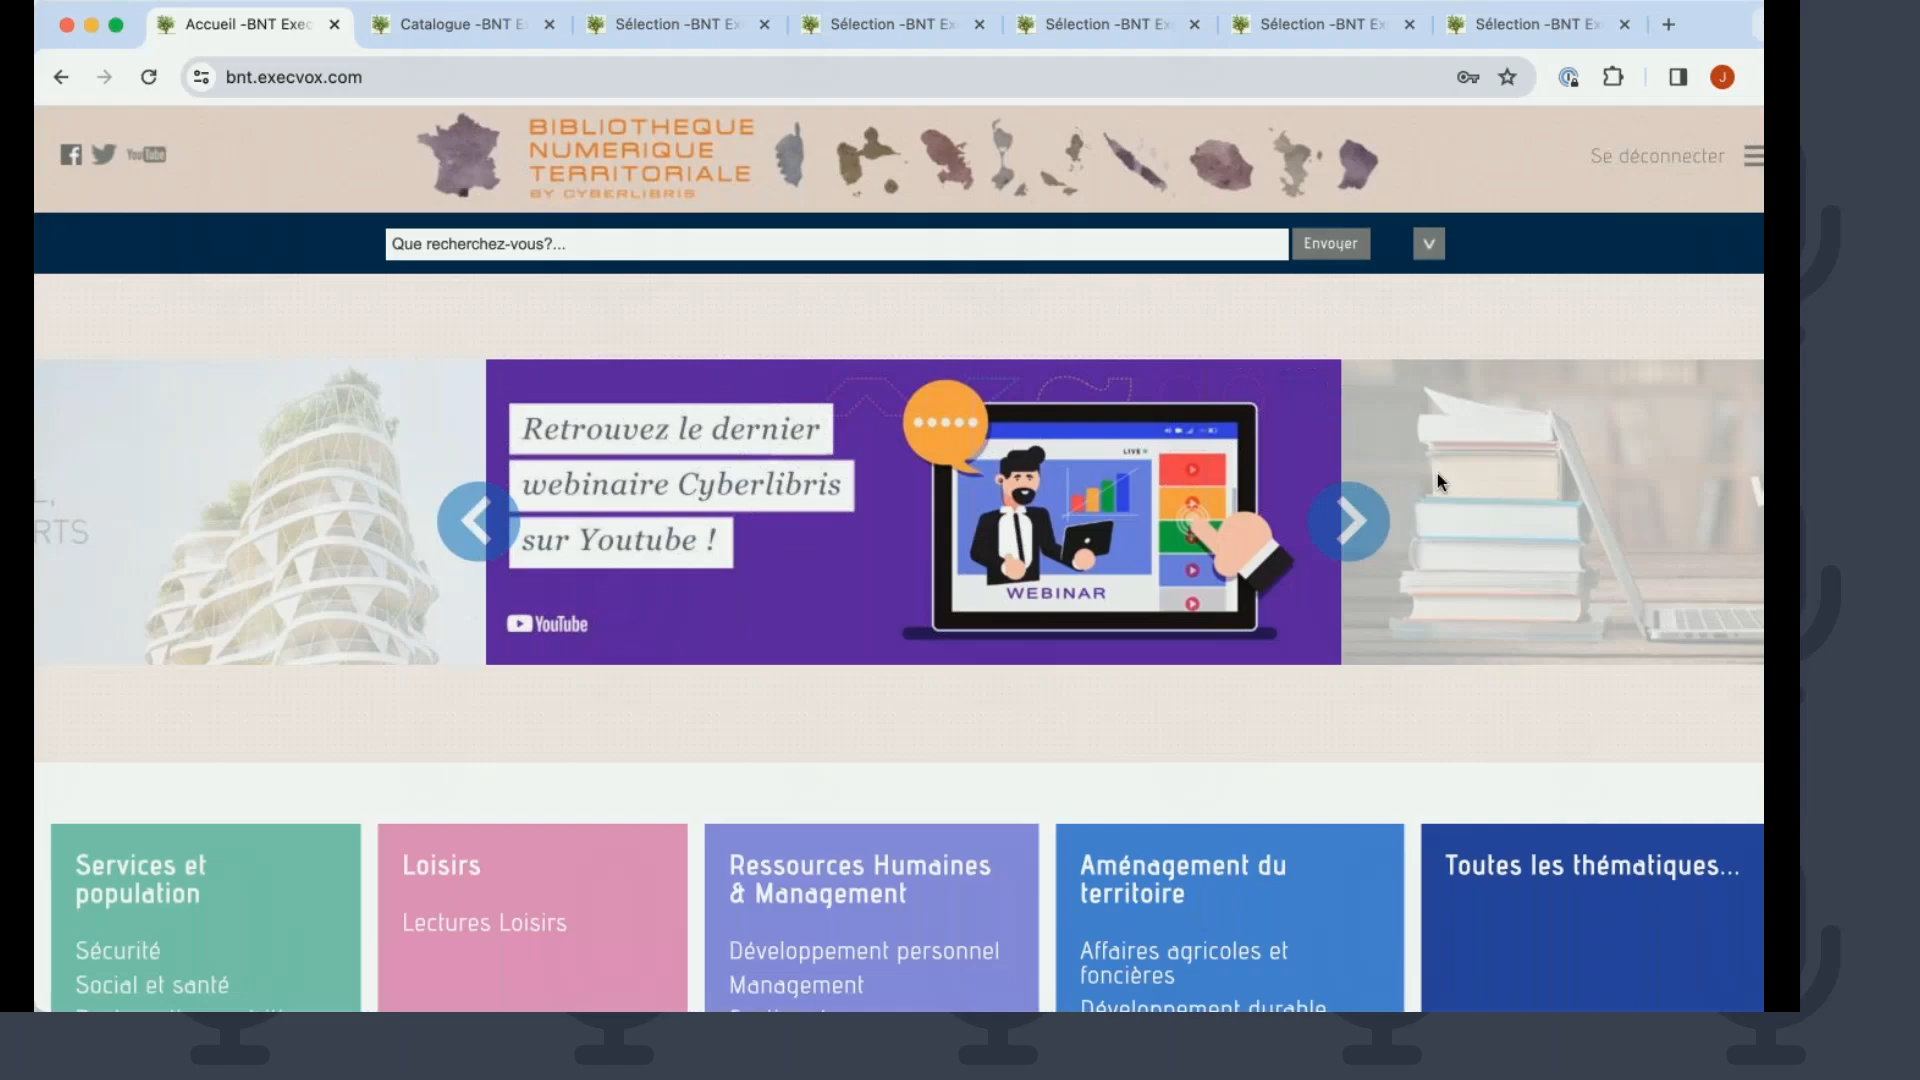 Accueil -BNT Exec
Catalogue -BNT E
Sélection -BNT Ex
Sélection -BNT Ex
Sélection -BNT Ex
Sélection -BNT Ex
Sélection -BNT Ex
bnt.execvox.com
J
YouTube
BIBLIOTHEQUE
NUMERIQUE
TERRITORIALE
BY CYBERLIBRIS
Se déconnecter
Que recherchez-vous?...
Envoyer
RTS
Retrouvez le dernier
webinaire Cyberlibris
sur Youtube !
YouTube
LIVE
WEBINAR
Services et
population
Sécurité
Social et santé
Loisirs
Lectures Loisirs
Ressources Humaines
& Management
Développement personnel
Management
Aménagement du
territoire
Affaires agricoles et
foncières
Développement durable
Toutes les thématiques...